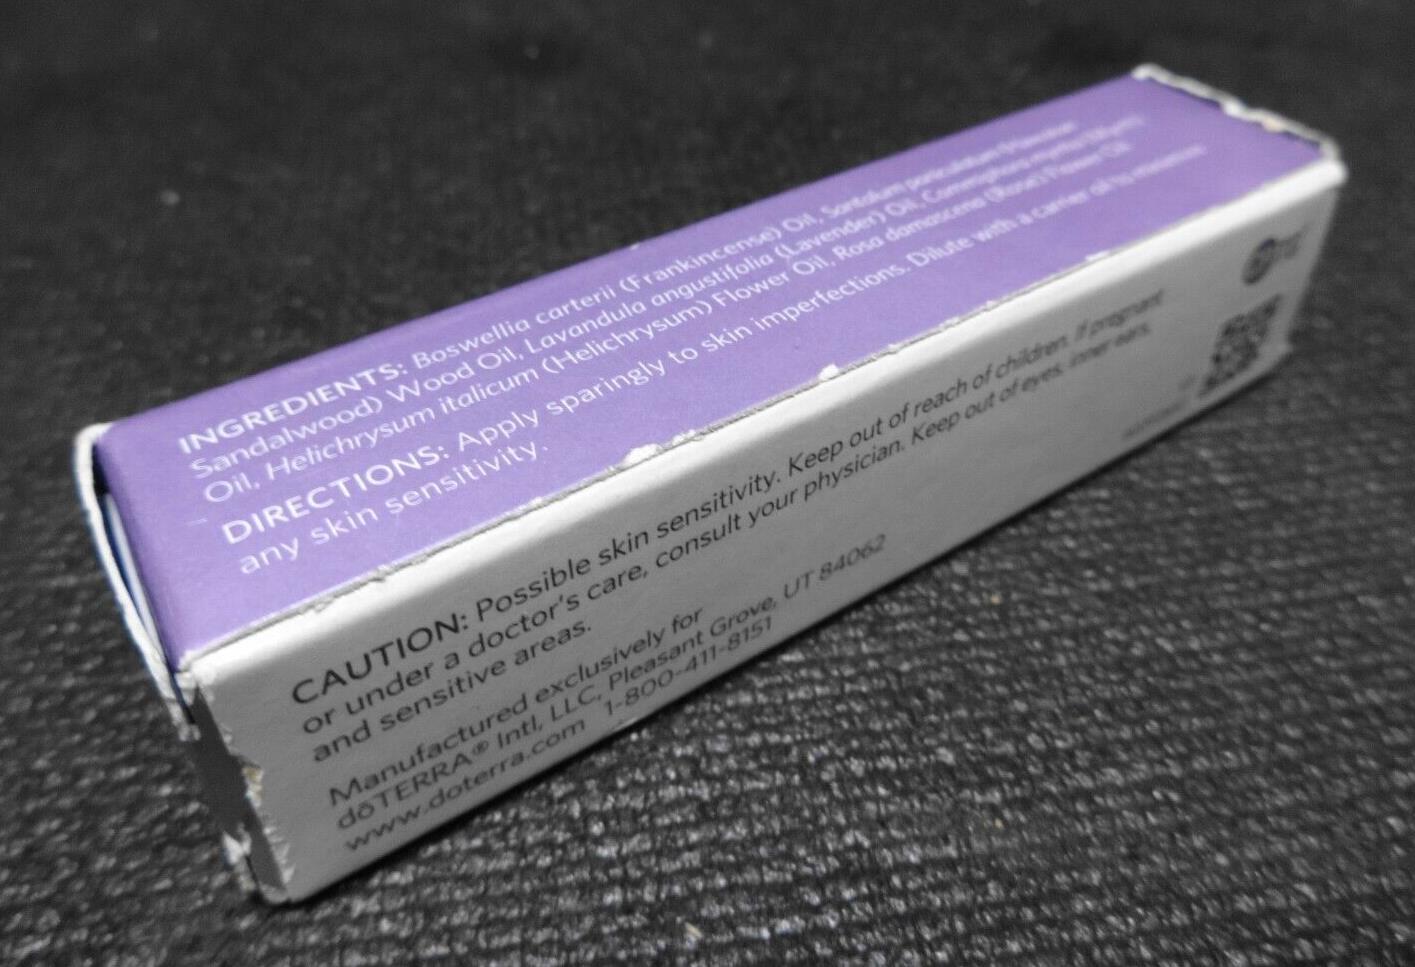 INGREDIENTS: Boswellia carterii (Frankincense) Oil, Santalum paniculatum (Hawaiian
Sandalwood) Wood Oil, Lavandula angustifolia (Lavender) Oil, Commiphora myrrha (Myrrh)
Oil, Helichrysum italicum (Helichrysum) Flower Oil, Rosa damascena (Rose) Flower Oil
DIRECTIONS: Apply sparingly to skin imperfections. Dilute with a carrier oil to minimize
any skin sensitivity.
CAUTION: Possible skin sensitivity. Keep out of reach of children. If pregnant
or under a doctor's care, consult your physician. Keep out of eyes, inner ears,
and sensitive areas.
Manufactured exclusively for
dōTERRA® Intl, LLC, Pleasant Grove, UT 84062
www.doterra.com 1-800-411-8151